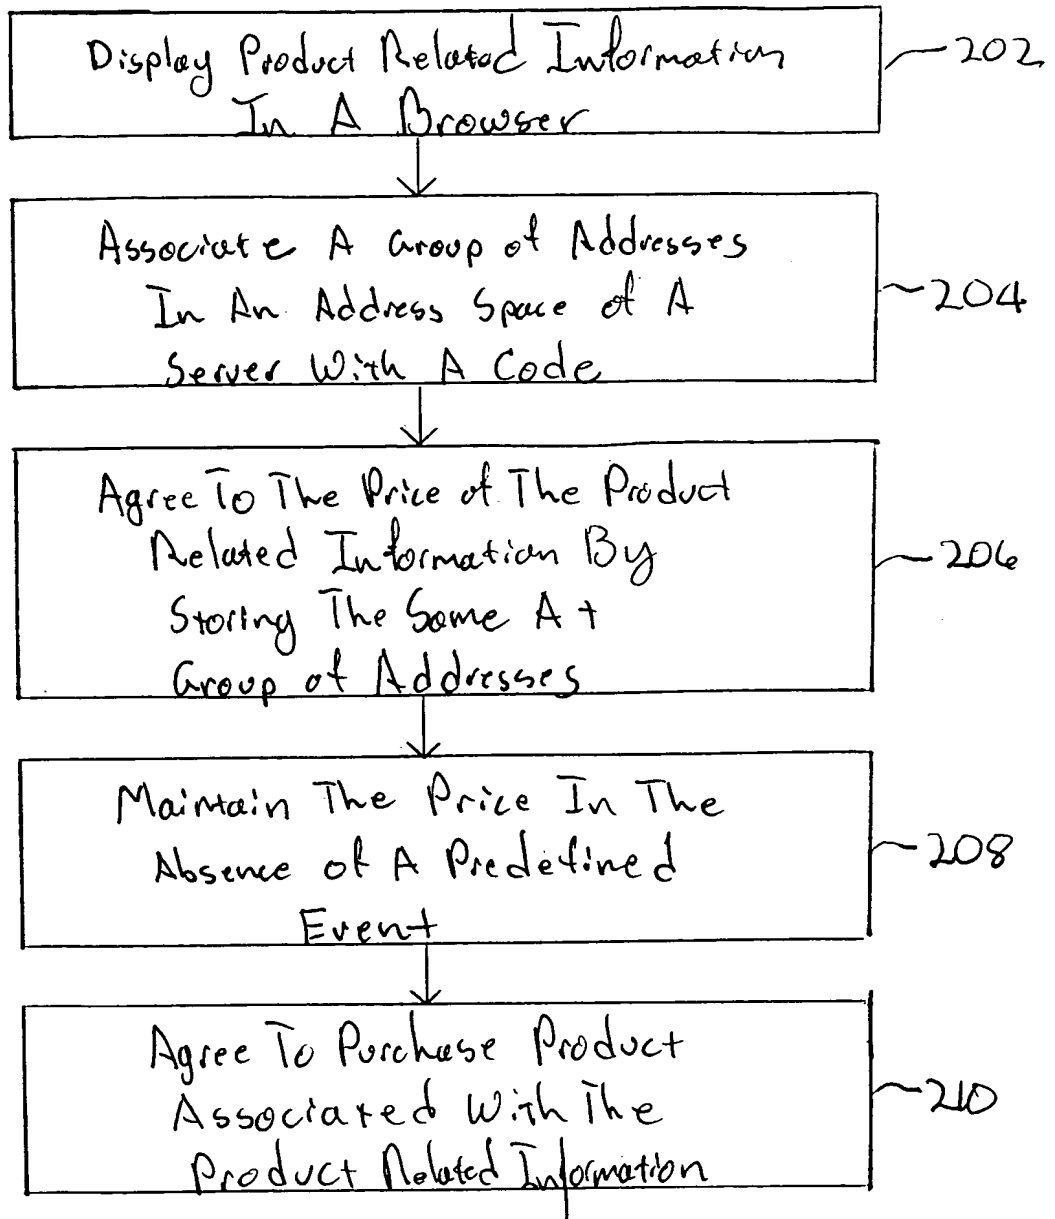 Display Product Related Information
In A Browser
202
Associate A Group of Addresses
In An Address Space of A
Server With A Code
204
Agree To The Price of The Product
Related Information By
Storing The Same At
Group of Addresses
206
Maintain The Price In The
Absence of A Predefined
Event
208
Agree To Purchase Product
Associated With The
Product Related Information
210